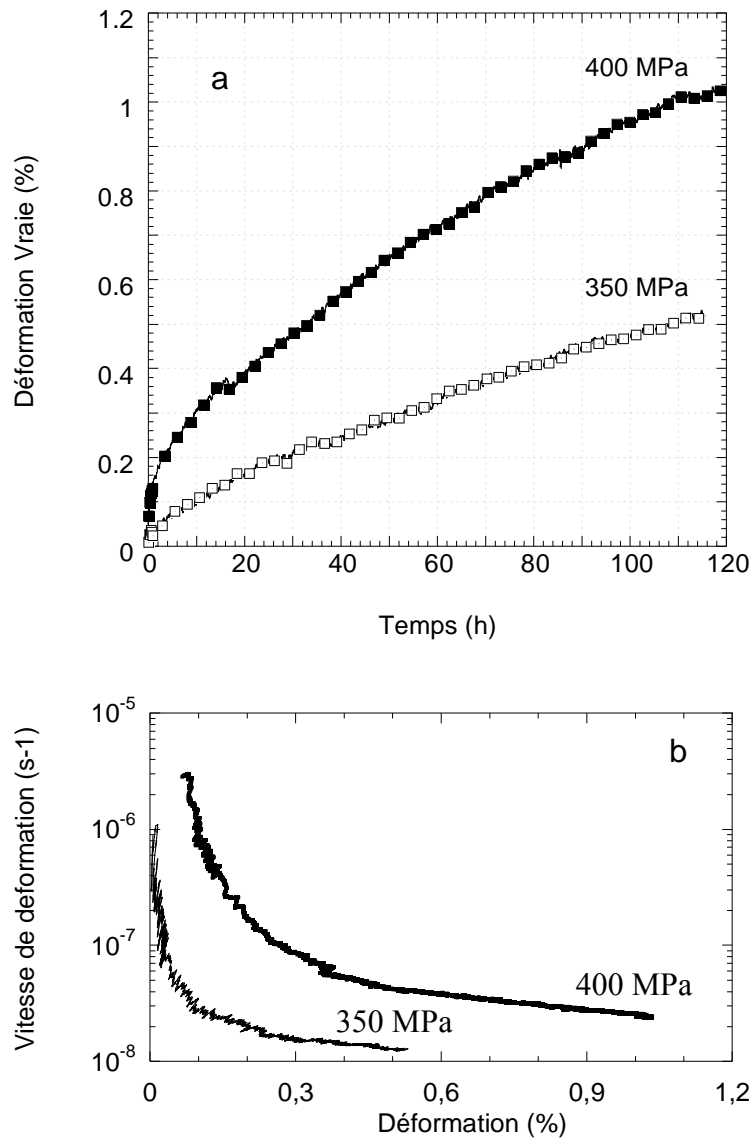 a
400 MPa
350 MPa
Déformation Vraie (%)
1.2
1
0.8
0.6
0.4
0.2
0
0 20 40 60 80 100 120
Temps (h)
b
400 MPa
350 MPa
Vitesse de deformation (s-1)
10-5
10-6
10-7
10-8
0 0,3 0,6 0,9 1,2
Déformation (%)